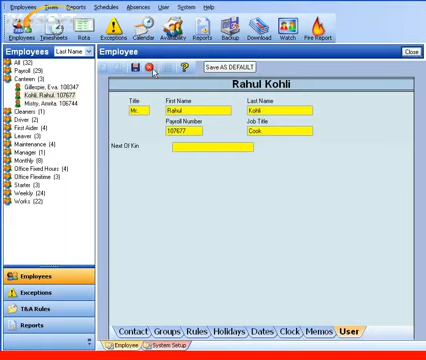 Employees Times Reports Schedules Absences User System Help
Employees Timesheets Rota Calendar Availability Reports Backup Download Watch Fire Report
Employees Last Name
Employee Close
Save AS DEFAULT
All (32)
Payroll (29)
Canteen (3)
Gillespie, Eva. 108347
Kohli, Rahul. 107677
Mistry, Amrita. 106744
Cleaners (1)
Driver (2)
First Aider (4)
Leaver (3)
Maintenance (4)
Manager (1)
Monthly (8)
Office Fixed Hours (4)
Office Flexitime (3)
Starter (3)
Weekly (24)
Works (22)
Rahul Kohli
Title First Name Last Name
Mr. Rahul Kohli
Payroll Number Job Title
107677 Cook
Next Of Kin
Employees
Exceptions
T&A Rules
Reports
Contact Groups Rules Holidays Dates Clock Memos User
Employee System Setup